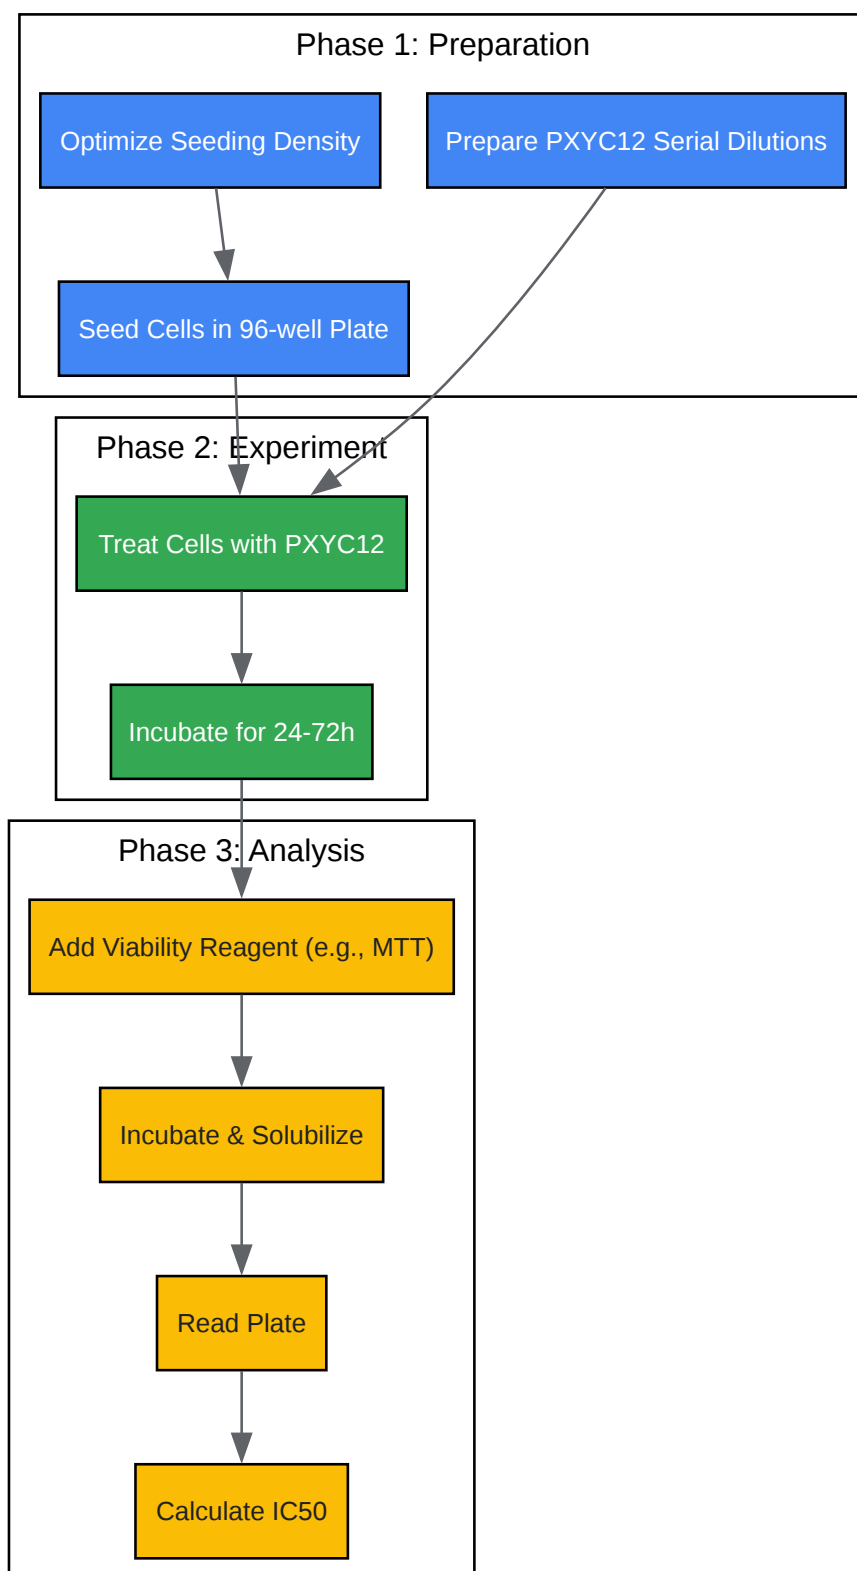 Phase 1: Preparation
Optimize Seeding Density
Prepare PXYC12 Serial Dilutions
Seed Cells in 96-well Plate
Phase 2: Experiment
Treat Cells with PXYC12
Incubate for 24-72h
Phase 3: Analysis
Add Viability Reagent (e.g., MTT)
Incubate & Solubilize
Read Plate
Calculate IC50